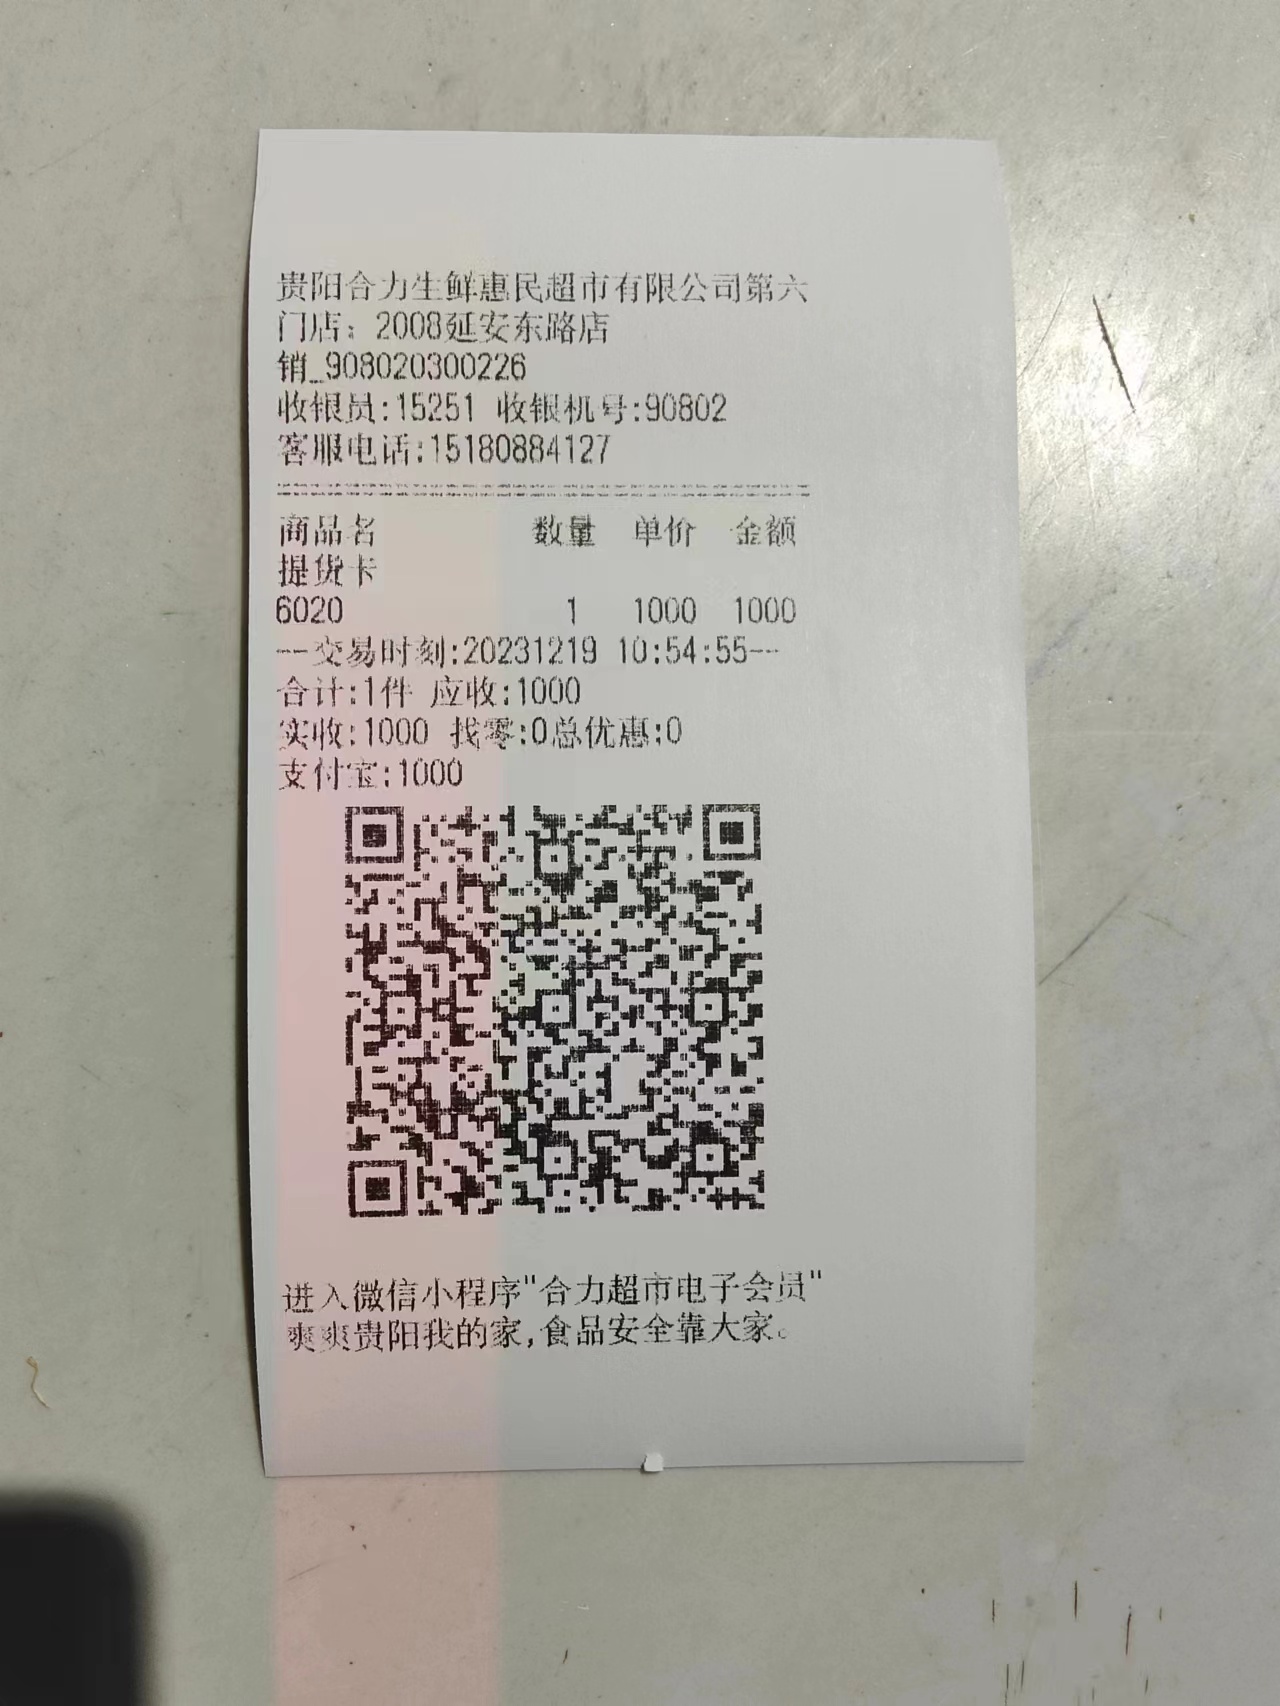 贵阳合力生鲜惠民超市有限公司第六
门店：2008延安东路店
销_908020300226
收银员:15251 收银机号:90802
客服电话:15180884127
商品名 数量 单价 金额
提货卡
6020 1 1000 1000
--交易时刻:20231219 10:54:55--
合计:1件 应收:1000
实收:1000 找零:0总优惠:0
支付宝:1000
进入微信小程序"合力超市电子会员"
爽爽贵阳我的家,食品安全靠大家。